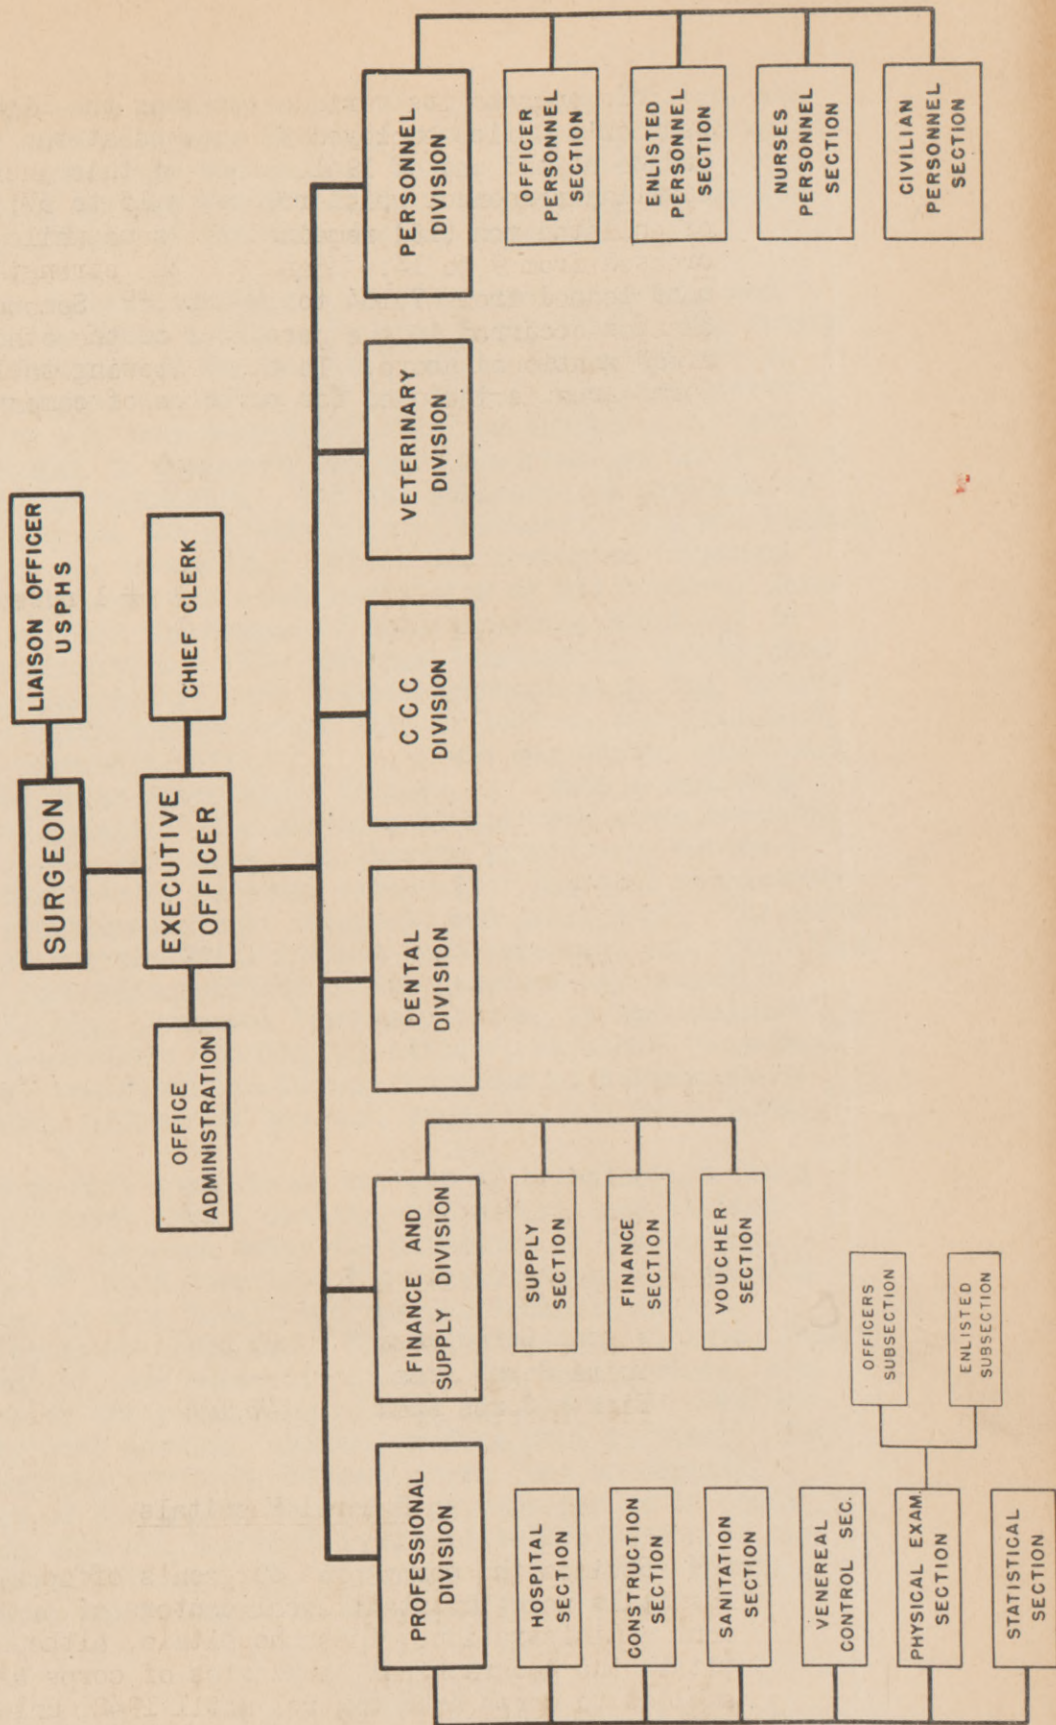 SURGEON
LIAISON OFFICER
USPHS
EXECUTIVE
OFFICER
CHIEF CLERK
OFFICE
ADMINISTRATION
PROFESSIONAL
DIVISION
FINANCE AND
SUPPLY DIVISION
DENTAL
DIVISION
C C C
DIVISION
VETERINARY
DIVISION
PERSONNEL
DIVISION
HOSPITAL
SECTION
CONSTRUCTION
SECTION
SANITATION
SECTION
VENEREAL
CONTROL SEC.
PHYSICAL EXAM.
SECTION
STATISTICAL
SECTION
OFFICERS
SUBSECTION
ENLISTED
SUBSECTION
SUPPLY
SECTION
FINANCE
SECTION
VOUCHER
SECTION
OFFICER
PERSONNEL
SECTION
ENLISTED
PERSONNEL
SECTION
NURSES
PERSONNEL
SECTION
CIVILIAN
PERSONNEL
SECTION